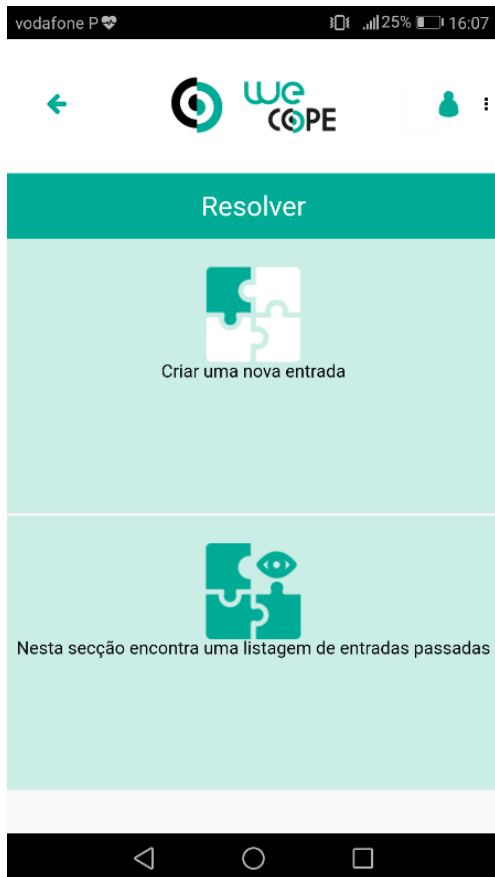 vodafone P
25%
16:07
we
COPE
Resolver
Criar uma nova entrada
Nesta secção encontra uma listagem de entradas passadas